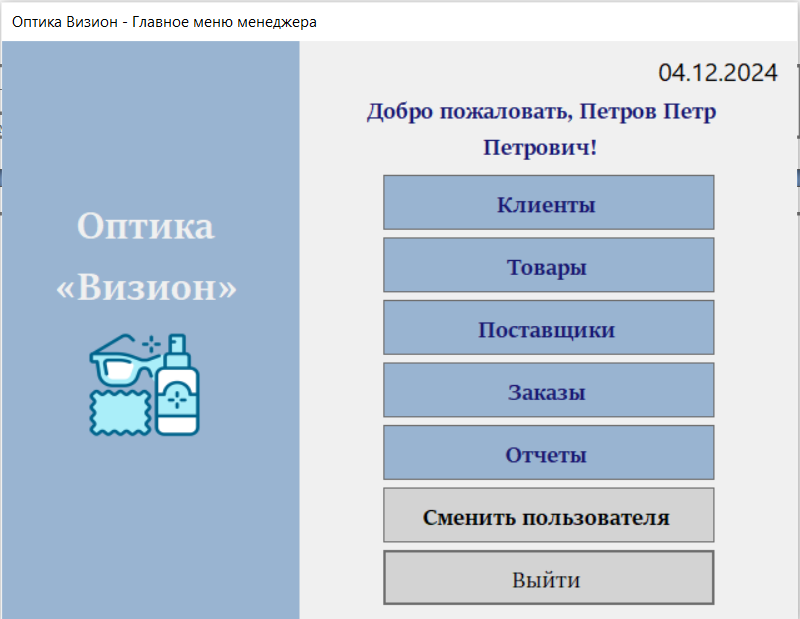 Оптика Визион - Главное меню менеджера
04.12.2024
Добро пожаловать, Петров Петр
Петрович!
Оптика
«Визион»
Клиенты
Товары
Поставщики
Заказы
Отчеты
Сменить пользователя
Выйти